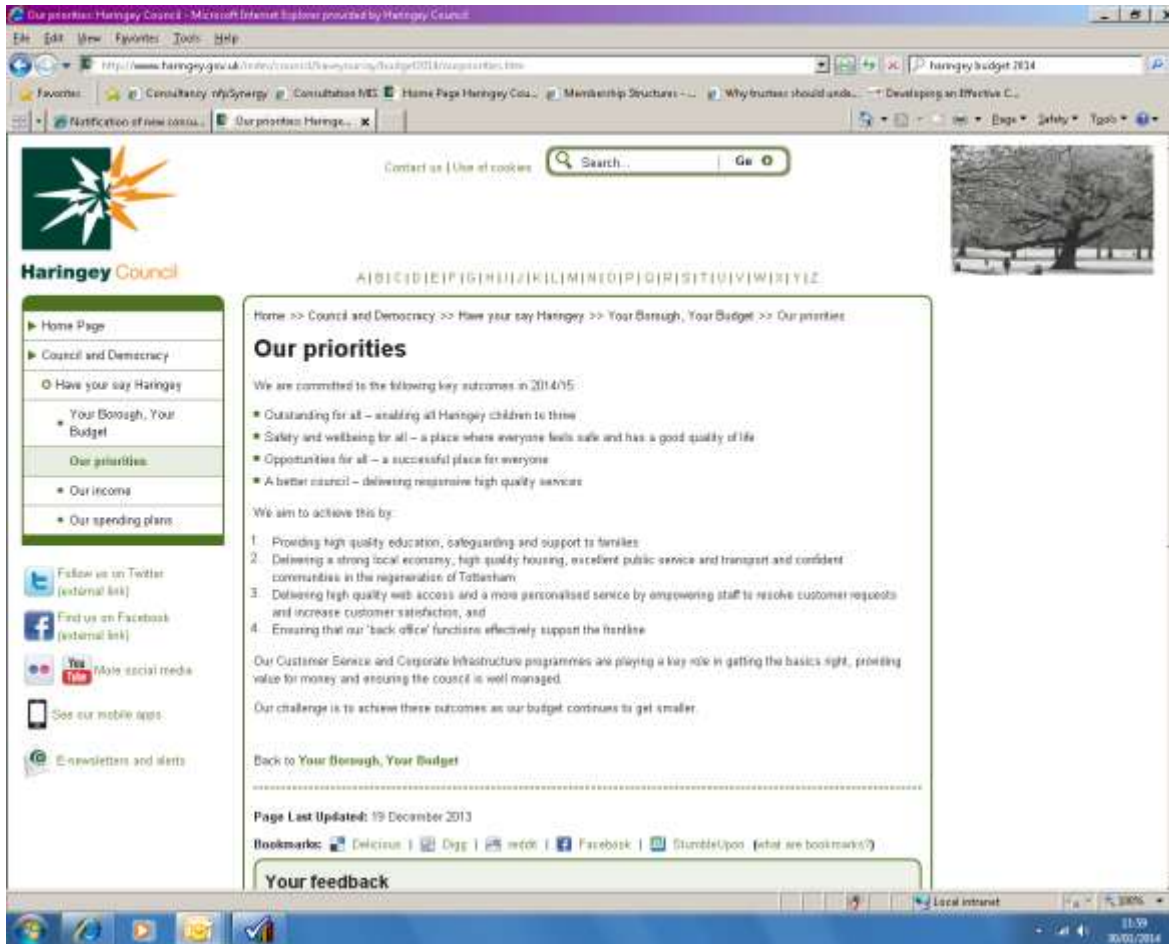 Our priorities: Haringey Council - Microsoft Internet Explorer provided by Haringey Council
File Edit View Favorites Tools Help
haringey budget 2014
Favorites Consultancy nfpSynergy Consultation MES Home Page Haringey Cou... Membership Structures - ... Why trustees should unde... Developing an Effective C...
Notification of new consu... Our priorities: Haringe... Page Safety Tools
Contact us | Use of cookies Search... Go
Haringey Council
A|B|C|D|E|F|G|H|I|J|K|L|M|N|O|P|Q|R|S|T|U|V|W|X|Y|Z
Home >> Council and Democracy >> Have your say Haringey >> Your Borough, Your Budget >> Our priorities
Home Page
Council and Democracy
Have your say Haringey
Your Borough, Your
Budget
Our priorities
Our income
Our spending plans
Follow us on Twitter
(external link)
Find us on Facebook
(external link)
You Tube More social media
See our mobile apps
E-newsletters and alerts
Our priorities
We are committed to the following key outcomes in 2014/15:
Outstanding for all – enabling all Haringey children to thrive
Safety and wellbeing for all – a place where everyone feels safe and has a good quality of life
Opportunities for all – a successful place for everyone
A better council – delivering responsive high quality services
We aim to achieve this by:
1. Providing high quality education, safeguarding and support to families
2. Delivering a strong local economy, high quality housing, excellent public service and transport and confident
communities in the regeneration of Tottenham
3. Delivering high quality web access and a more personalised service by empowering staff to resolve customer requests
and increase customer satisfaction, and
4. Ensuring that our 'back office' functions effectively support the frontline
Our Customer Service and Corporate Infrastructure programmes are playing a key role in getting the basics right, providing
value for money and ensuring the council is well managed.
Our challenge is to achieve these outcomes as our budget continues to get smaller.
Back to Your Borough, Your Budget
Page Last Updated: 19 December 2013
Bookmarks: Delicious | Digg | reddit | Facebook | StumbleUpon (what are bookmarks?)
Your feedback
Local intranet 100%
11:59
30/01/2014